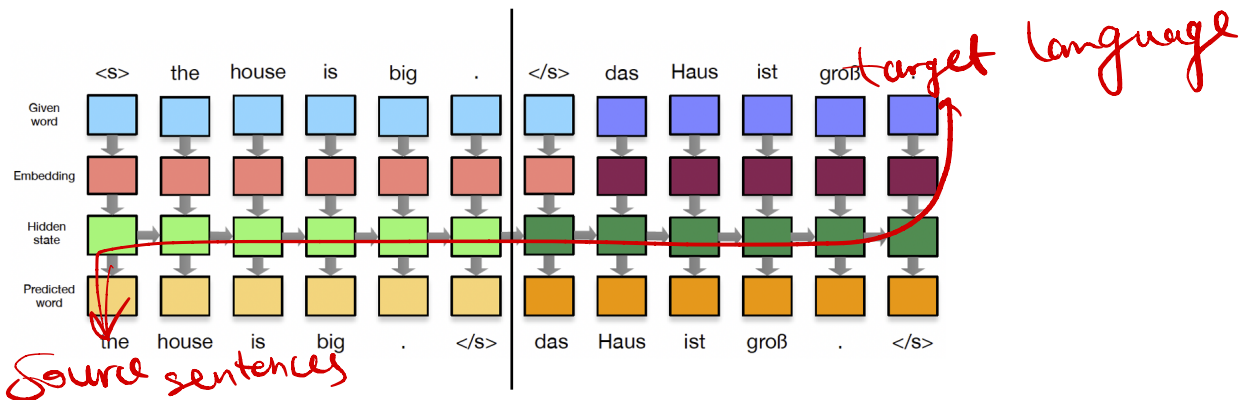 language
target
<s> the house is big . </s> das Haus ist groß .
Given word
Embedding
Hidden state
Predicted word
the house is big . </s> das Haus ist groß . </s>
Source sentences